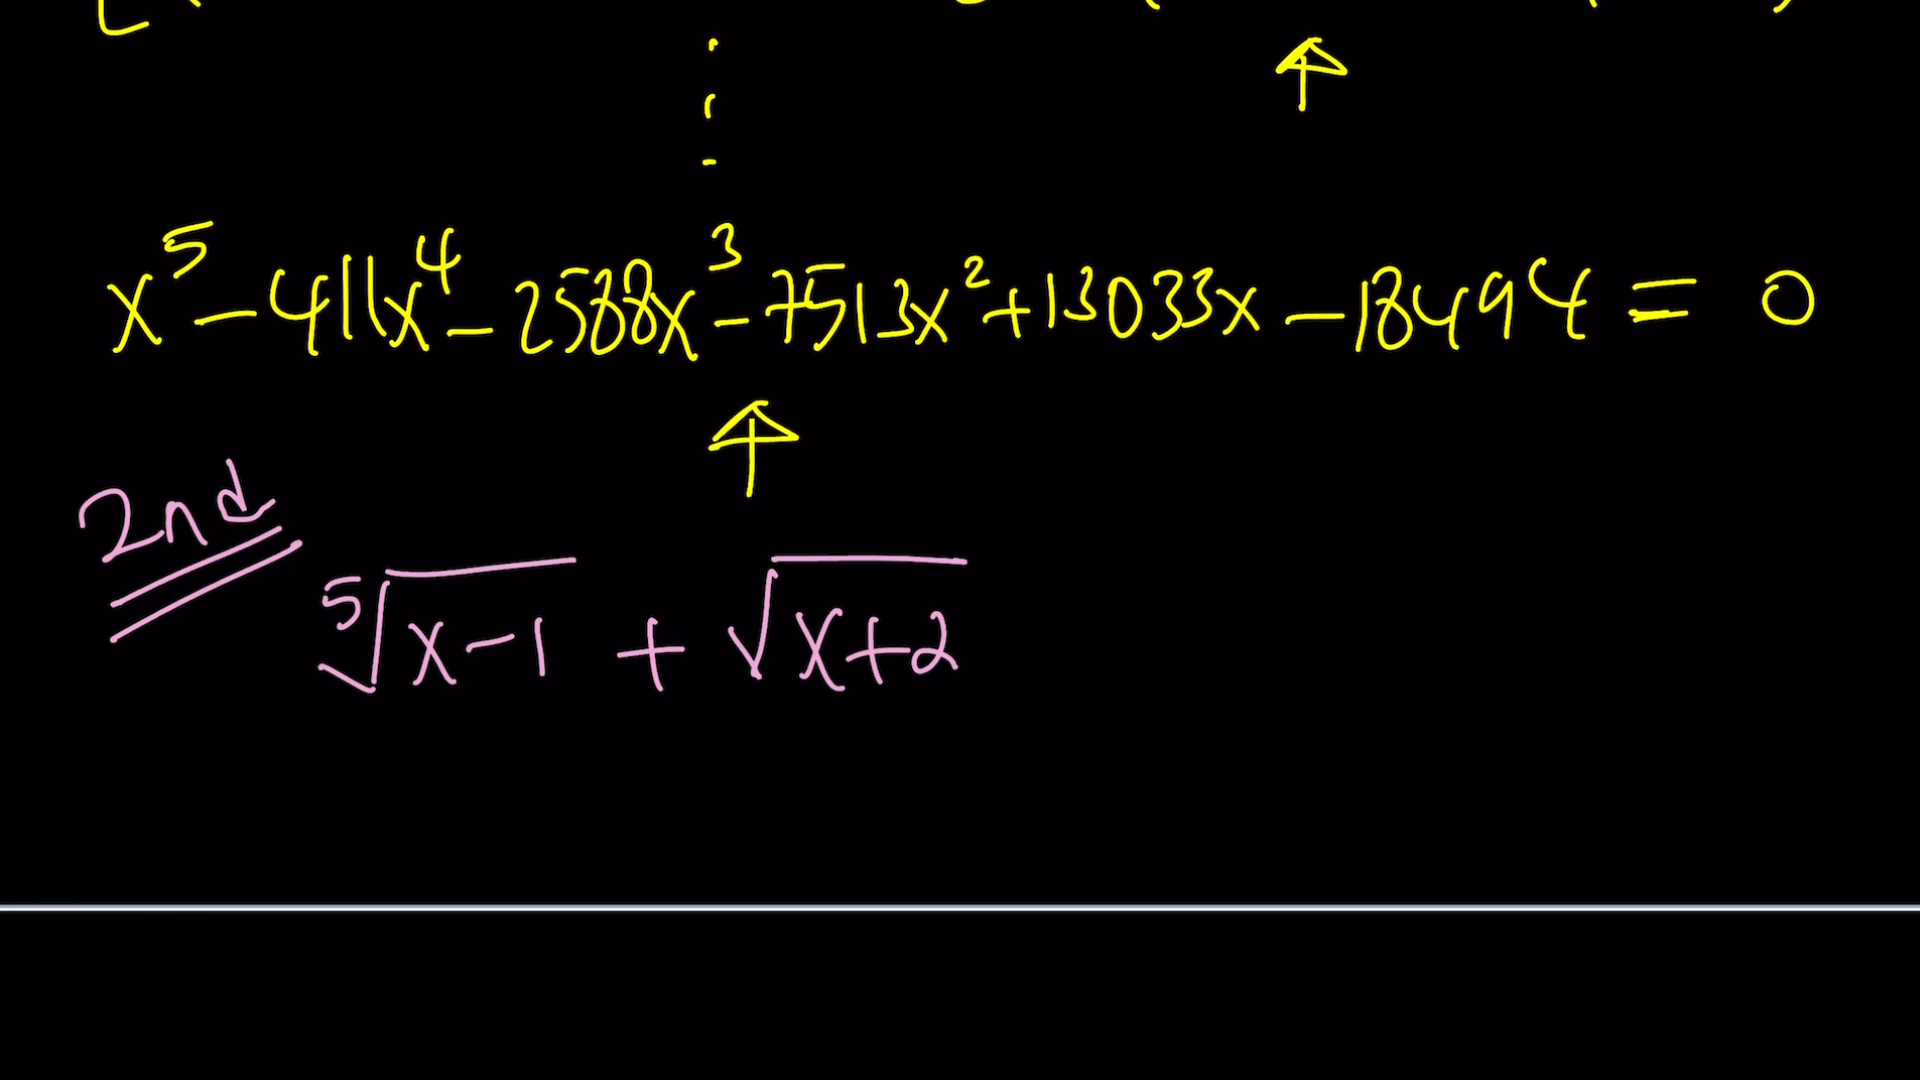 x⁵ - 411x⁴ - 2588x³ - 7513x² + 13033x - 18494 = 0
2nd
⁵√(x-1) + √(x+2)